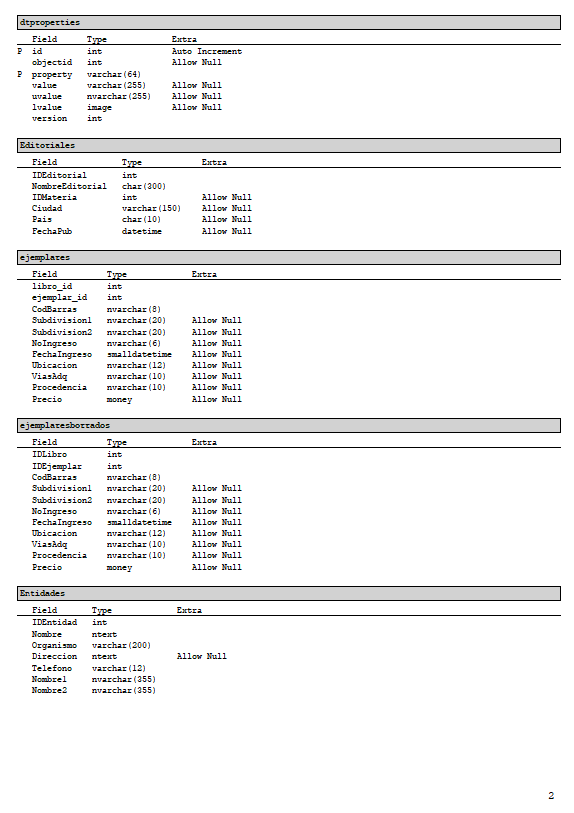 dtproperties
Field Type Extra
P id int Auto Increment
objectid int Allow Null
P property varchar(64)
value varchar(255) Allow Null
uvalue nvarchar(255) Allow Null
lvalue image Allow Null
version int
Editoriales
Field Type Extra
IDEditorial int
NombreEditorial char(300)
IDMateria int Allow Null
Ciudad varchar(150) Allow Null
Pais char(10) Allow Null
FechaPub datetime Allow Null
ejemplares
Field Type Extra
libro_id int
ejemplar_id int
CodBarras nvarchar(8)
Subdivision1 nvarchar(20) Allow Null
Subdivision2 nvarchar(20) Allow Null
NoIngreso nvarchar(6) Allow Null
FechaIngreso smalldatetime Allow Null
Ubicacion nvarchar(12) Allow Null
ViasAdq nvarchar(10) Allow Null
Procedencia nvarchar(10) Allow Null
Precio money Allow Null
ejemplaresborrados
Field Type Extra
IDLibro int
IDEjemplar int
CodBarras nvarchar(8)
Subdivision1 nvarchar(20) Allow Null
Subdivision2 nvarchar(20) Allow Null
NoIngreso nvarchar(6) Allow Null
FechaIngreso smalldatetime Allow Null
Ubicacion nvarchar(12) Allow Null
ViasAdq nvarchar(10) Allow Null
Procedencia nvarchar(10) Allow Null
Precio money Allow Null
Entidades
Field Type Extra
IDEntidad int
Nombre ntext
Organismo varchar(200)
Direccion ntext Allow Null
Telefono varchar(12)
Nombre1 nvarchar(355)
Nombre2 nvarchar(355)
2